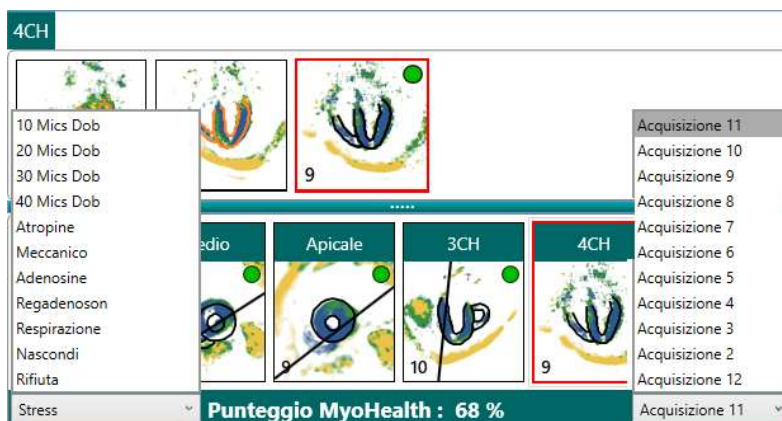 4CH
9
10 Mics Dob
20 Mics Dob
30 Mics Dob
40 Mics Dob
Atropine
Meccanico
Adenosine
Regadenoson
Respirazione
Nascondi
Rifiuta
Stress
Apicale
9
3CH
10
4CH
9
Punteggio MyoHealth : 68 %
Acquisizione 11
Acquisizione 10
Acquisizione 9
Acquisizione 8
Acquisizione 7
Acquisizione 6
Acquisizione 5
Acquisizione 4
Acquisizione 3
Acquisizione 2
Acquisizione 12
Acquisizione 11